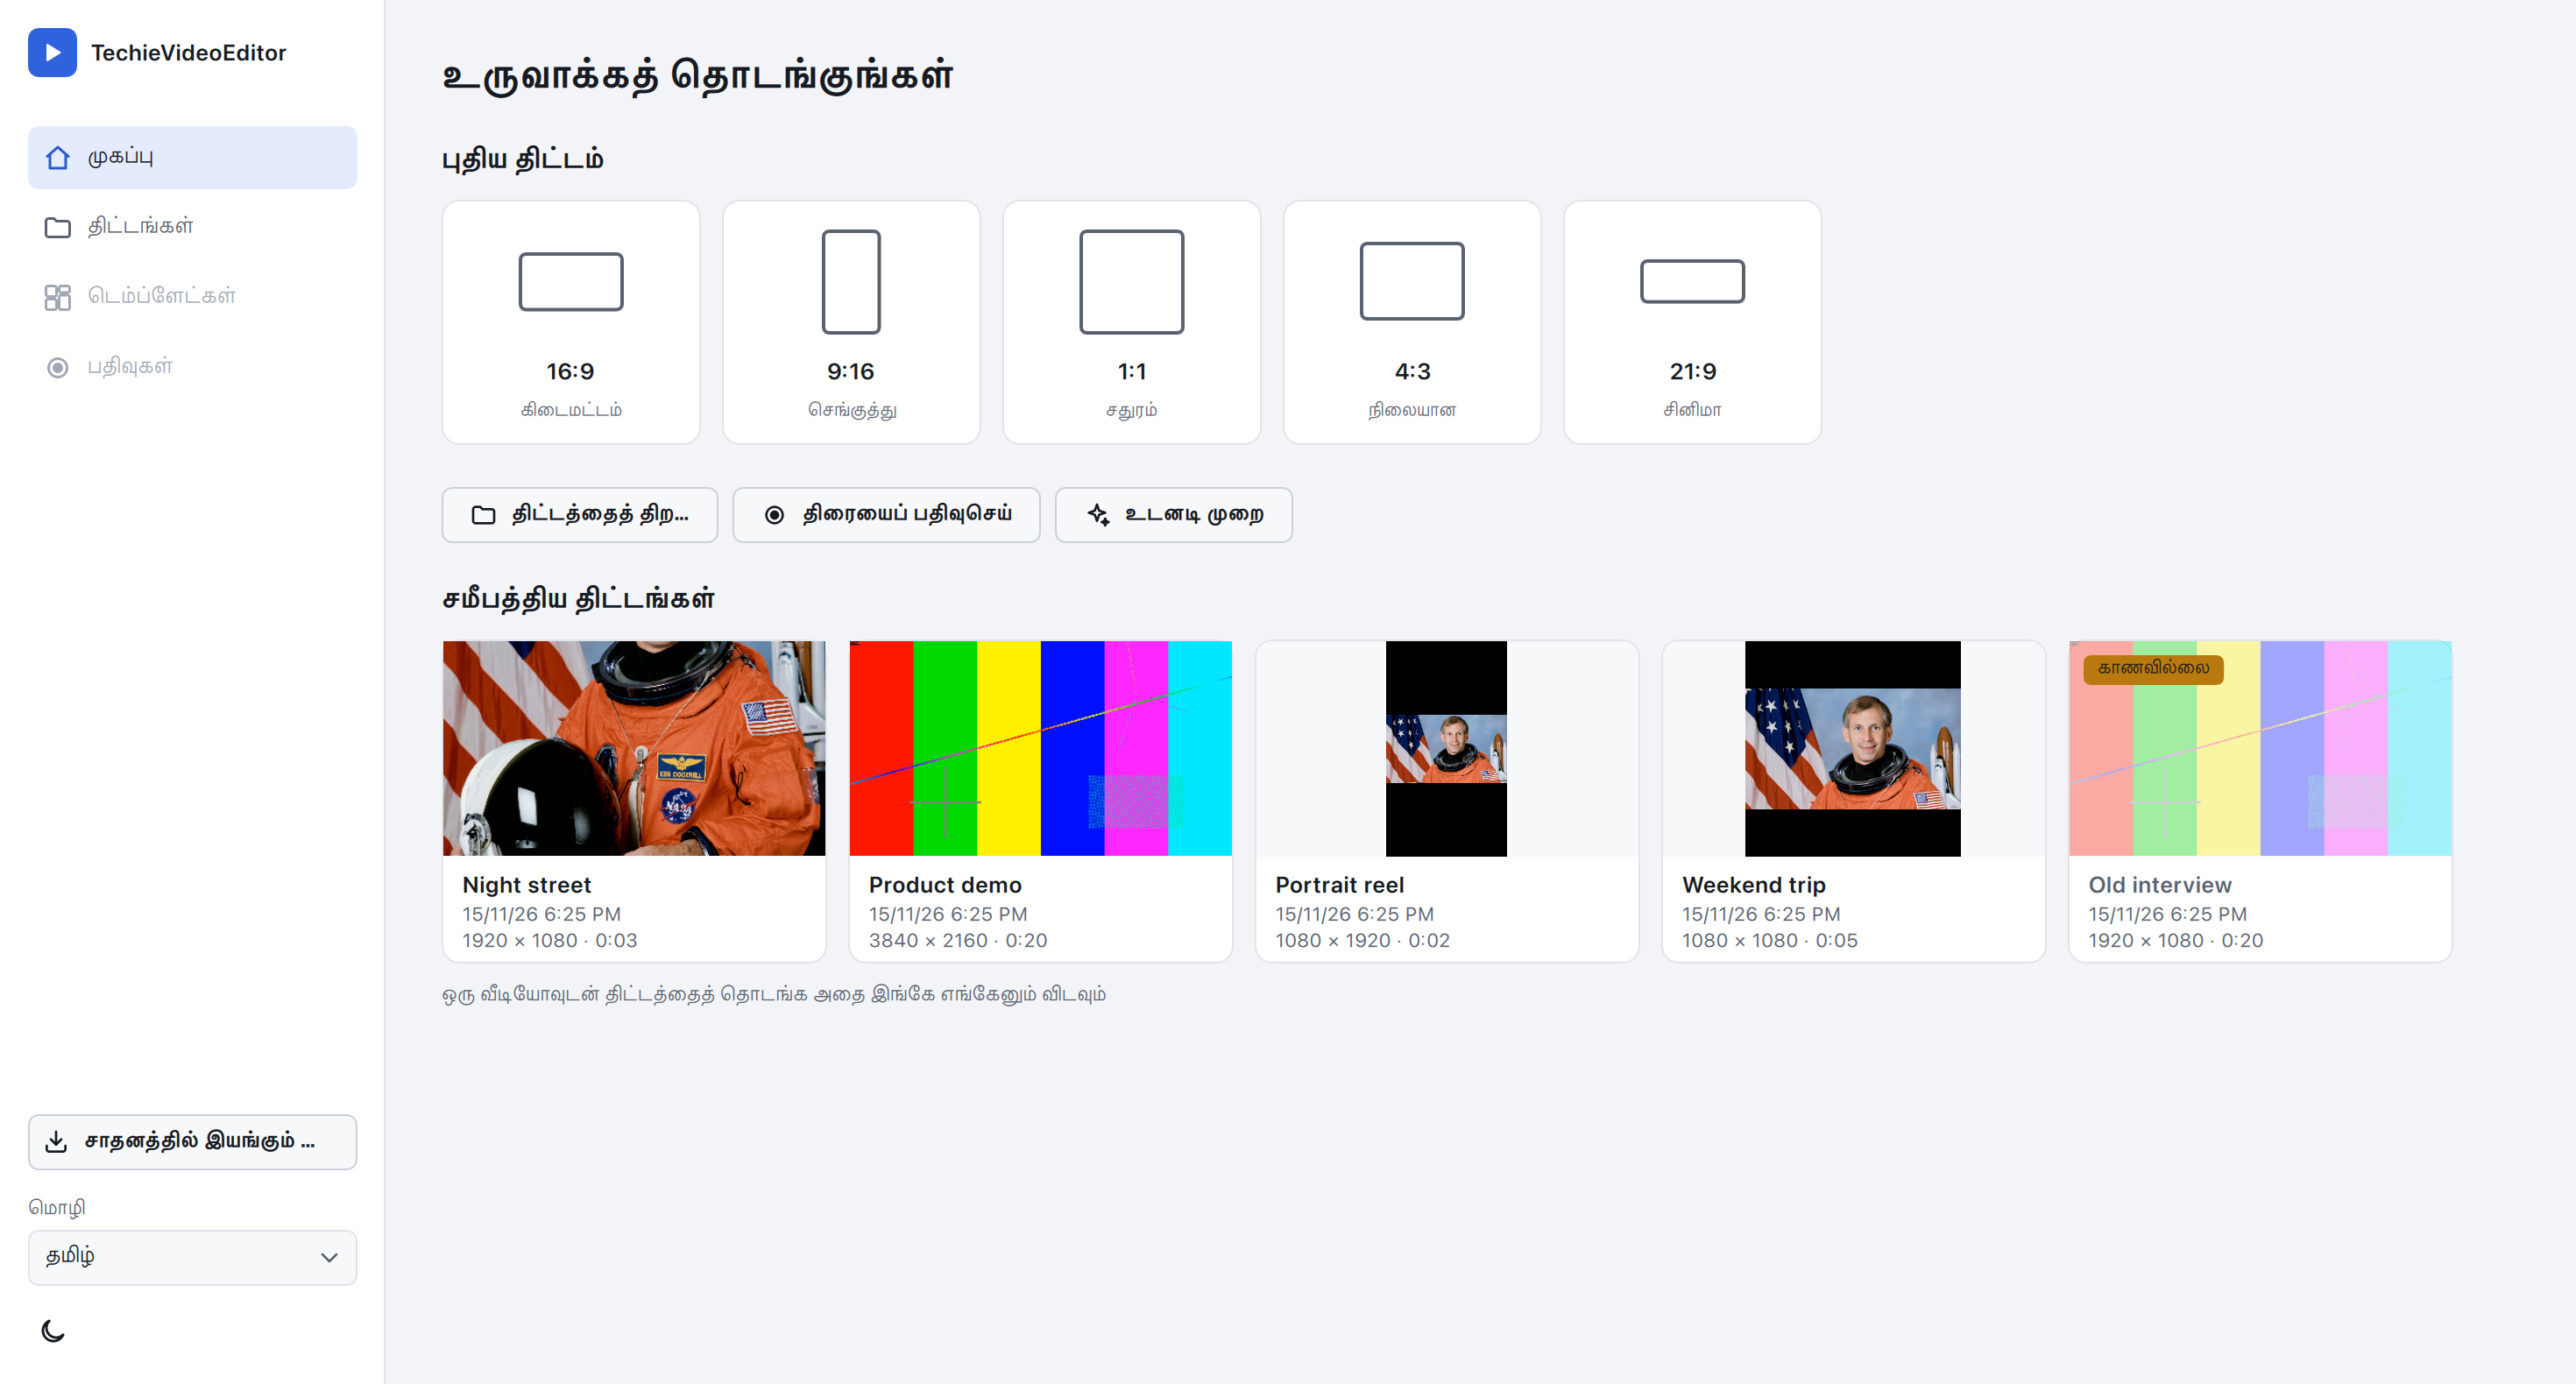 TechieVideoEditor
முகப்பு
திட்டங்கள்
டெம்ப்ளேட்கள்
பதிவுகள்
சாதனத்தில் இயங்கும் ...
மொழி
தமிழ்
உருவாக்கத் தொடங்குங்கள்
புதிய திட்டம்
16:9
கிடைமட்டம்
9:16
செங்குத்து
1:1
சதுரம்
4:3
நிலையான
21:9
சினிமா
திட்டத்தைத் திற...
திரையைப் பதிவுசெய்
உடனடி முறை
சமீபத்திய திட்டங்கள்
KEN COCKRELL
NASA
Night street
15/11/26 6:25 PM
1920 × 1080 · 0:03
Product demo
15/11/26 6:25 PM
3840 × 2160 · 0:20
Portrait reel
15/11/26 6:25 PM
1080 × 1920 · 0:02
Weekend trip
15/11/26 6:25 PM
1080 × 1080 · 0:05
காணவில்லை
Old interview
15/11/26 6:25 PM
1920 × 1080 · 0:20
ஒரு வீடியோவுடன் திட்டத்தைத் தொடங்க அதை இங்கே எங்கேனும் விடவும்